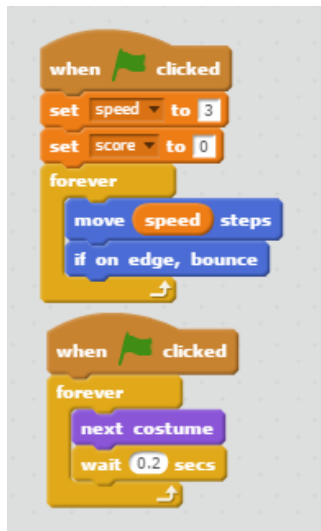 when clicked
set speed to 3
set score to 0
forever
move speed steps
if on edge, bounce
when clicked
forever
next costume
wait 0.2 secs